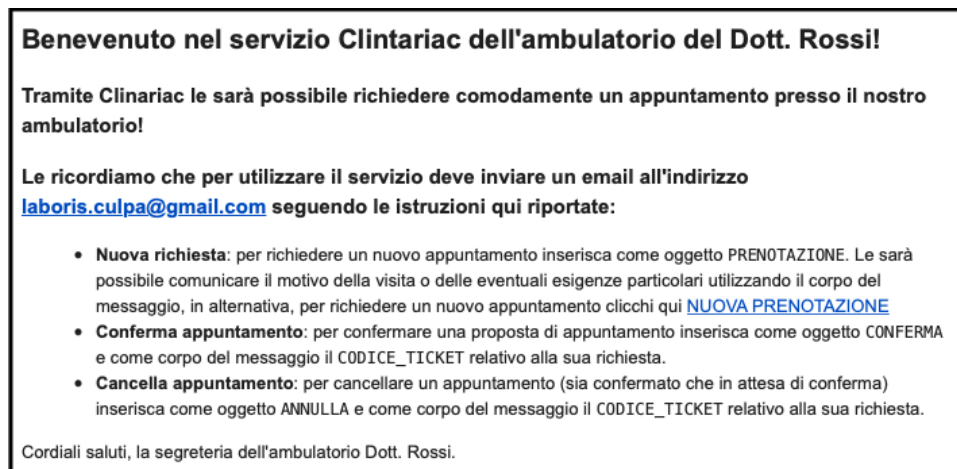 Benevenuto nel servizio Clintariac dell'ambulatorio del Dott. Rossi!
Tramite Clinariac le sarà possibile richiedere comodamente un appuntamento presso il nostro
ambulatorio!
Le ricordiamo che per utilizzare il servizio deve inviare un email all'indirizzo
laboris.culpa@gmail.com seguendo le istruzioni qui riportate:
• Nuova richiesta: per richiedere un nuovo appuntamento inserisca come oggetto PRENOTAZIONE. Le sarà
possibile comunicare il motivo della visita o delle eventuali esigenze particolari utilizzando il corpo del
messaggio, in alternativa, per richiedere un nuovo appuntamento clicchi qui NUOVA PRENOTAZIONE
• Conferma appuntamento: per confermare una proposta di appuntamento inserisca come oggetto CONFERMA
e come corpo del messaggio il CODICE_TICKET relativo alla sua richiesta.
• Cancella appuntamento: per cancellare un appuntamento (sia confermato che in attesa di conferma)
inserisca come oggetto ANNULLA e come corpo del messaggio il CODICE_TICKET relativo alla sua richiesta.
Cordiali saluti, la segreteria dell'ambulatorio Dott. Rossi.